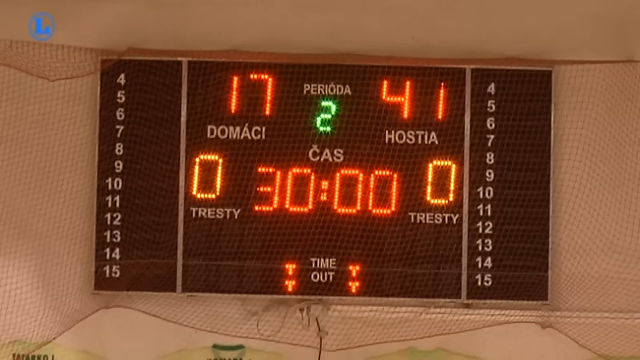 L
17 PERIÓDA 41
2
DOMÁCI HOSTIA
ČAS
0 30:00 0
TRESTY TRESTY
TIME
OUT
4 4
5 5
6 6
7 7
8 8
9 9
10 10
11 11
12 12
13 13
14 14
15 15